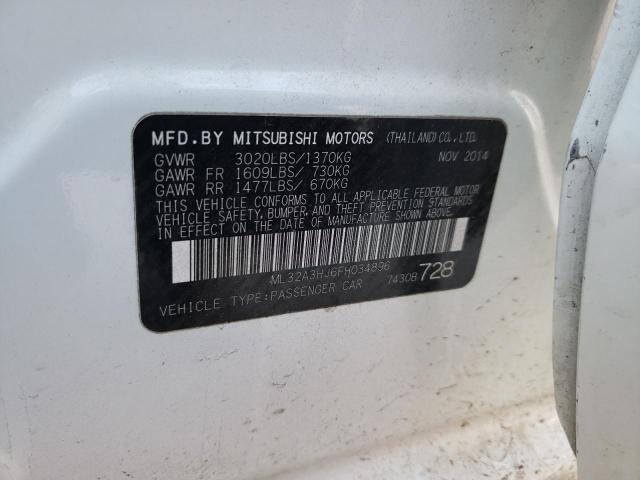 MFD.BY MITSUBISHI MOTORS (THAILAND) CO.,LTD.
GVWR 3020LBS/1370KG NOV 2014
GAWR FR 1609LBS/ 730KG
GAWR RR 1477LBS/ 670KG
THIS VEHICLE CONFORMS TO ALL APPLICABLE FEDERAL MOTOR
VEHICLE SAFETY, BUMPER, AND THEFT PREVENTION STANDARDS
IN EFFECT ON THE DATE OF MANUFACTURE SHOWN ABOVE.
ML32A3HJ6FH034896
VEHICLE TYPE:PASSENGER CAR 74308 728